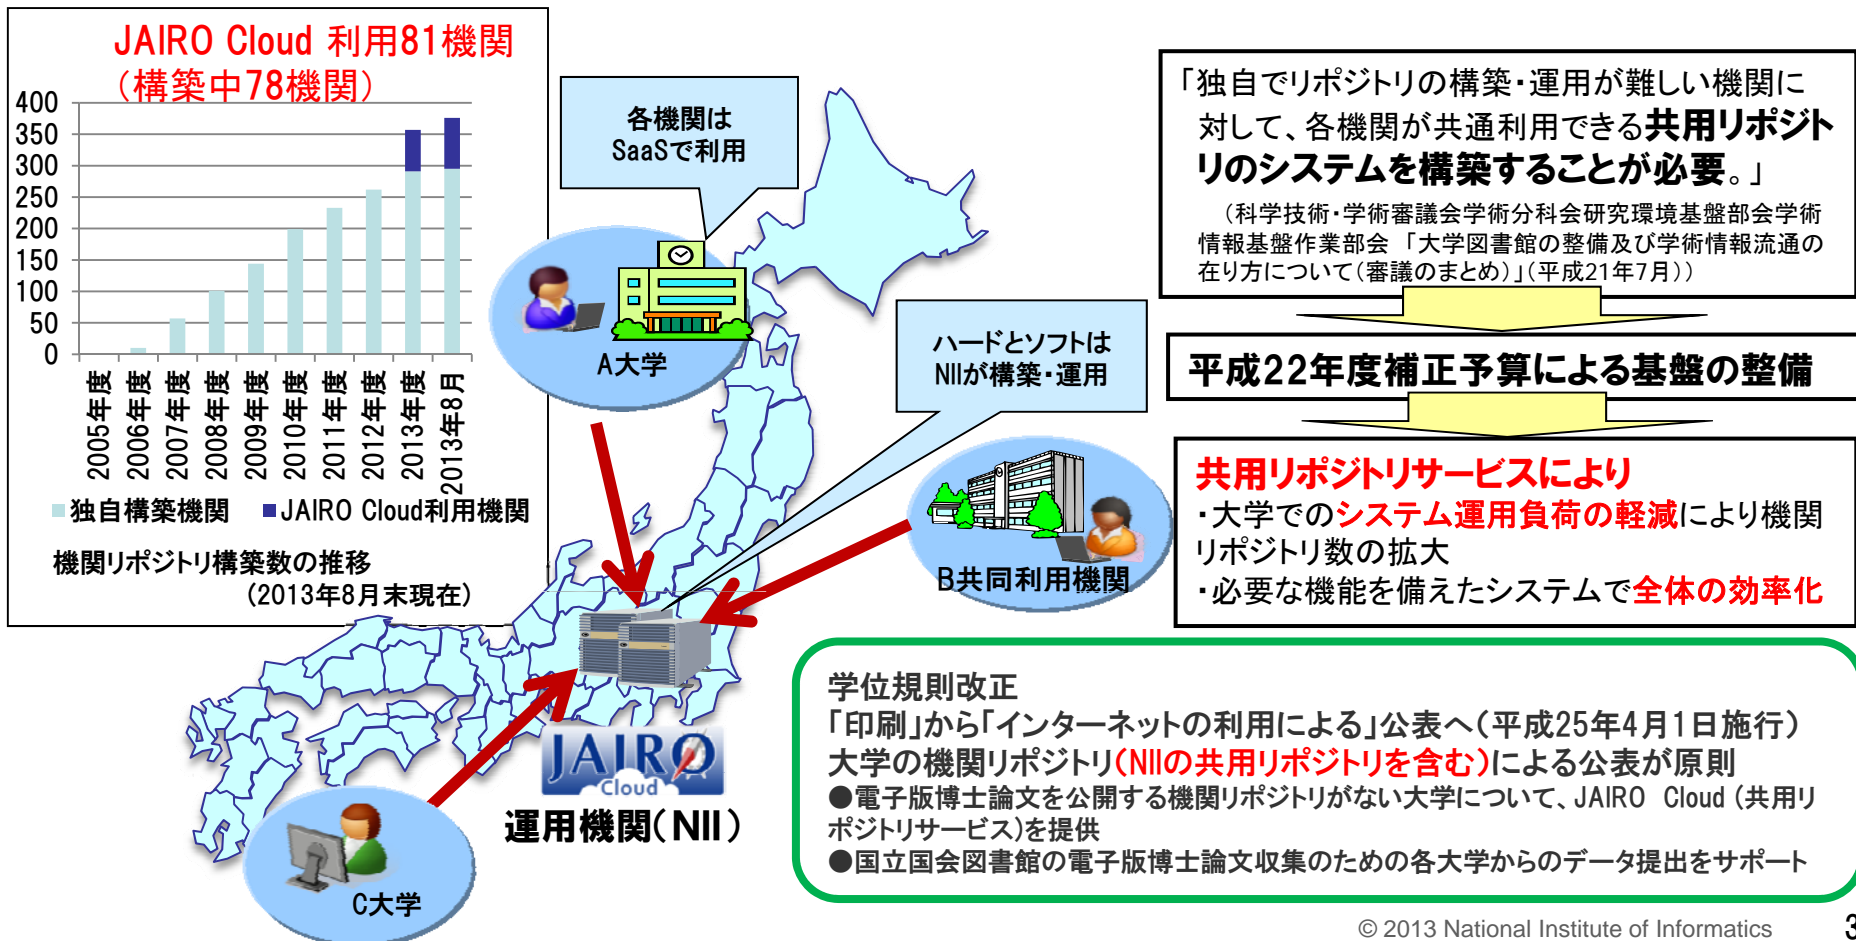 JAIRO Cloud 利用81機関
（構築中78機関）
400
350
300
250
200
150
100
50
0
2005年度
2006年度
2007年度
2008年度
2009年度
2010年度
2011年度
2012年度
2013年度
2013年8月
独自構築機関
JAIRO Cloud利用機関
機関リポジトリ構築数の推移
（2013年8月末現在）
各機関は
SaaSで利用
A大学
ハードとソフトは
NIIが構築・運用
B共同利用機関
JAIRO
Cloud
運用機関（NII）
C大学
「独自でリポジトリの構築・運用が難しい機関に
対して、各機関が共通利用できる共用リポジト
リのシステムを構築することが必要。」
（科学技術・学術審議会学術分科会研究環境基盤部会学術
情報基盤作業部会 「大学図書館の整備及び学術情報流通の
在り方について（審議のまとめ）」（平成21年7月））
平成22年度補正予算による基盤の整備
共用リポジトリサービスにより
・大学でのシステム運用負荷の軽減により機関
リポジトリ数の拡大
・必要な機能を備えたシステムで全体の効率化
学位規則改正
「印刷」から「インターネットの利用による」公表へ（平成25年4月1日施行）
大学の機関リポジトリ（NIIの共用リポジトリを含む）による公表が原則
●電子版博士論文を公開する機関リポジトリがない大学について、JAIRO Cloud（共用リ
ポジトリサービス）を提供
●国立国会図書館の電子版博士論文収集のための各大学からのデータ提出をサポート
© 2013 National Institute of Informatics
3